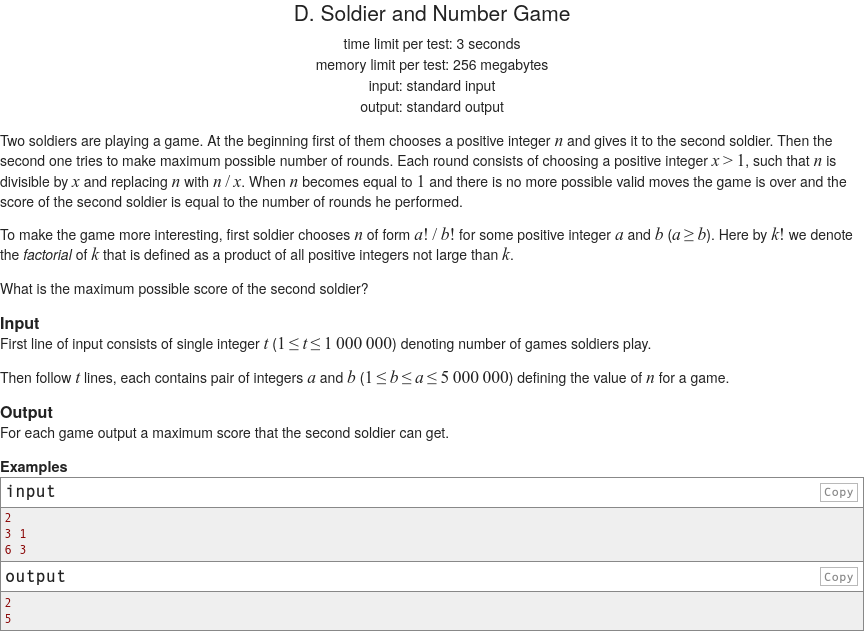 D. Soldier and Number Game
time limit per test: 3 seconds
memory limit per test: 256 megabytes
input: standard input
output: standard output
Two soldiers are playing a game. At the beginning first of them chooses a positive integer n and gives it to the second soldier. Then the
second one tries to make maximum possible number of rounds. Each round consists of choosing a positive integer x > 1, such that n is
divisible by x and replacing n with n / x. When n becomes equal to 1 and there is no more possible valid moves the game is over and the
score of the second soldier is equal to the number of rounds he performed.
To make the game more interesting, first soldier chooses n of form a! / b! for some positive integer a and b (a ≥ b). Here by k! we denote
the factorial of k that is defined as a product of all positive integers not large than k.
What is the maximum possible score of the second soldier?
Input
First line of input consists of single integer t (1 ≤ t ≤ 1 000 000) denoting number of games soldiers play.
Then follow t lines, each contains pair of integers a and b (1 ≤ b ≤ a ≤ 5 000 000) defining the value of n for a game.
Output
For each game output a maximum score that the second soldier can get.
Examples
input Copy
2
3 1
6 3
output Copy
2
5